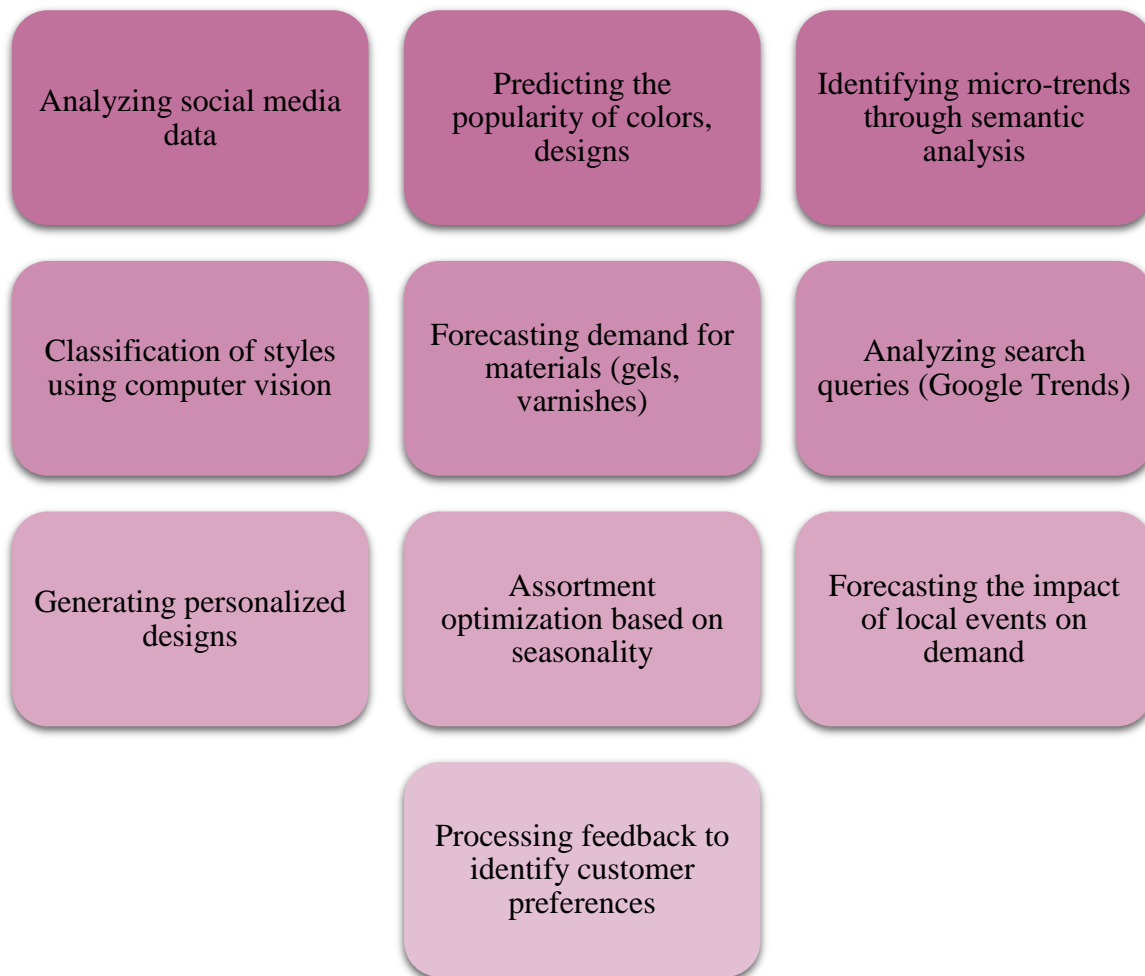 Analyzing social media
data
Predicting the
popularity of colors,
designs
Identifying micro-trends
through semantic
analysis
Classification of styles
using computer vision
Forecasting demand for
materials (gels,
varnishes)
Analyzing search
queries (Google Trends)
Generating personalized
designs
Assortment
optimization based on
seasonality
Forecasting the impact
of local events on
demand
Processing feedback to
identify customer
preferences